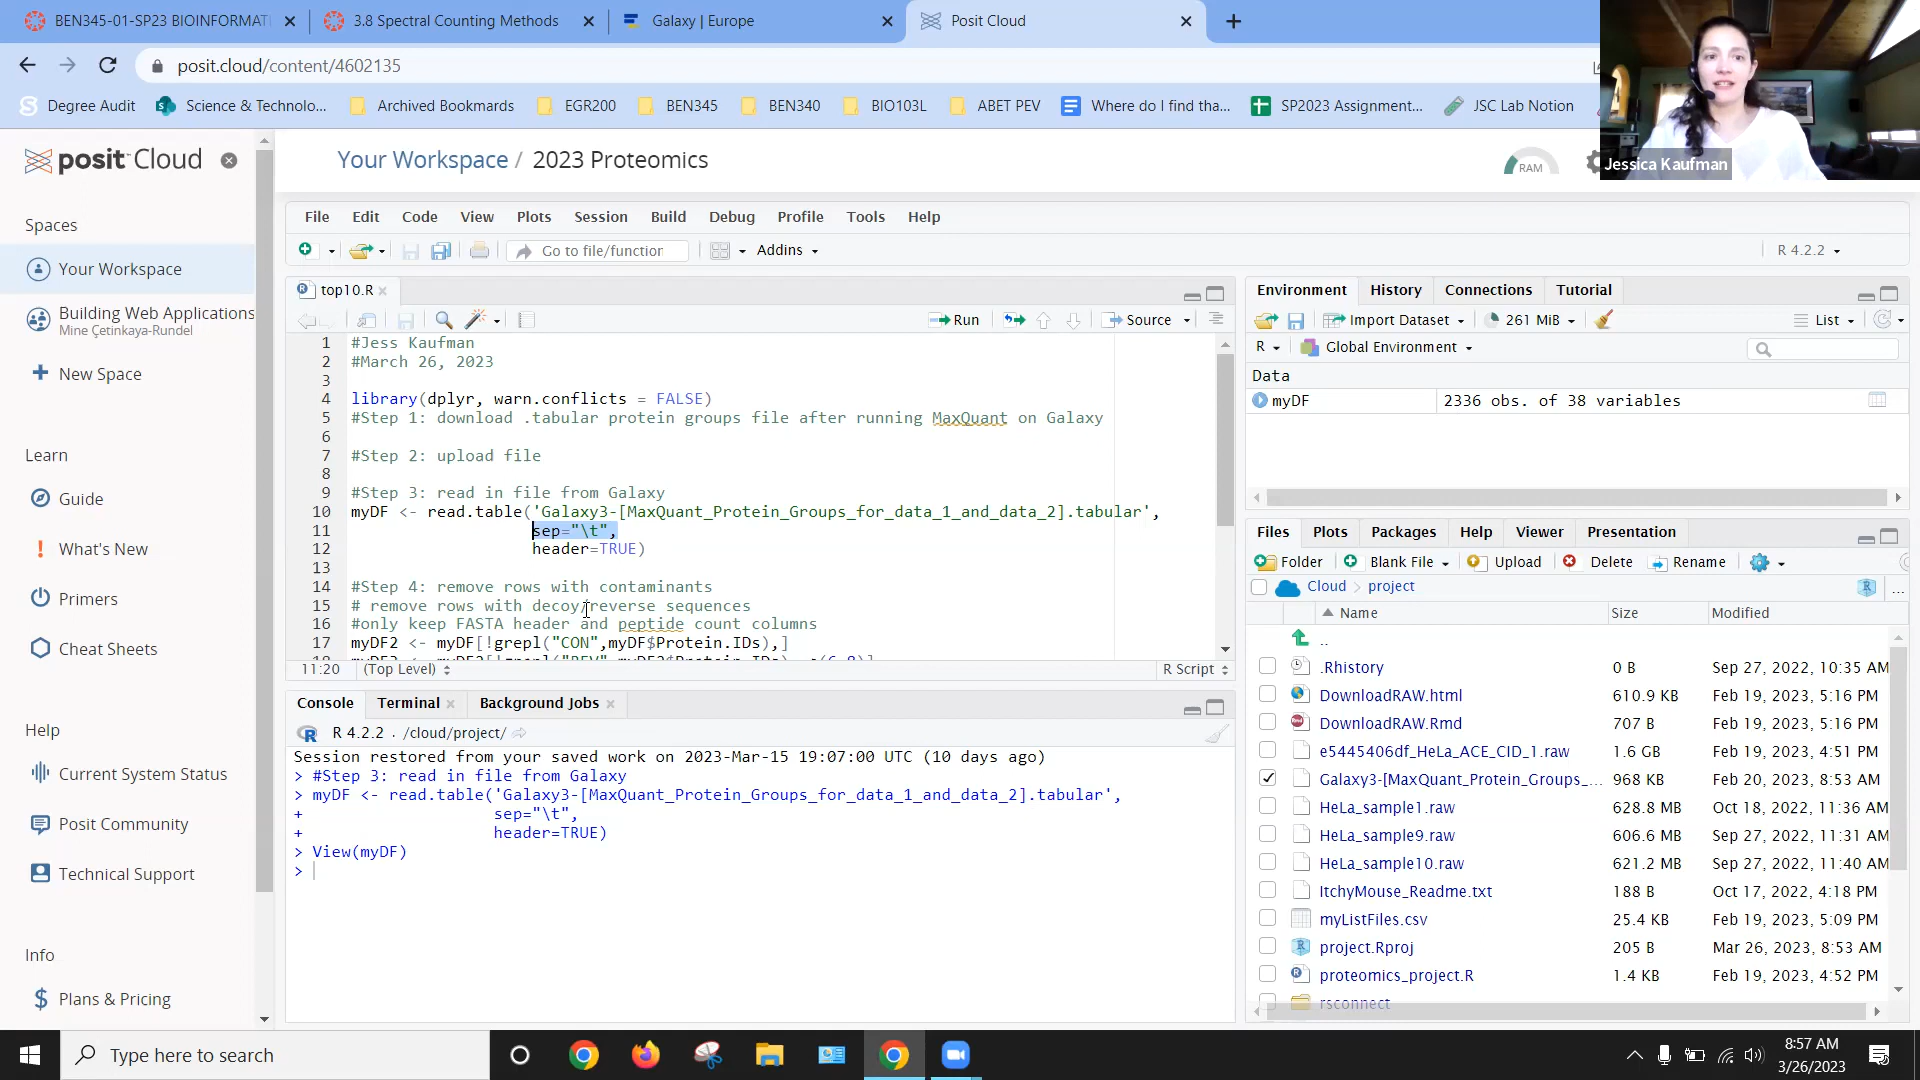 BEN345-01-SP23 BIOINFORMAT
3.8 Spectral Counting Methods
Galaxy | Europe
Posit Cloud
posit.cloud/content/4602135
Degree Audit
Science & Technolo...
Archived Bookmarks
EGR200
BEN345
BEN340
BIO103L
ABET PEV
Where do I find tha...
SP2023 Assignment...
JSC Lab Notion
Jessica Kaufman
posit Cloud
Your Workspace / 2023 Proteomics
RAM
Spaces
Your Workspace
Building Web Applications
Mine Çetinkaya-Rundel
New Space
Learn
Guide
What's New
Primers
Cheat Sheets
Help
Current System Status
Posit Community
Technical Support
Info
Plans & Pricing
File Edit Code View Plots Session Build Debug Profile Tools Help
Go to file/function
Addins
R 4.2.2
top10.R
Run
Source
1 #Jess Kaufman
2 #March 26, 2023
3
4 library(dplyr, warn.conflicts = FALSE)
5 #Step 1: download .tabular protein groups file after running MaxQuant on Galaxy
6
7 #Step 2: upload file
8
9 #Step 3: read in file from Galaxy
10 myDF <- read.table('Galaxy3-[MaxQuant_Protein_Groups_for_data_1_and_data_2].tabular',
11 sep="\t",
12 header=TRUE)
13
14 #Step 4: remove rows with contaminants
15 # remove rows with decoy/reverse sequences
16 #only keep FASTA header and peptide count columns
17 myDF2 <- myDF[!grepl("CON",myDF$Protein.IDs),]
11:20 (Top Level) R Script
Console Terminal Background Jobs
R 4.2.2 . /cloud/project/
Session restored from your saved work on 2023-Mar-15 19:07:00 UTC (10 days ago)
> #Step 3: read in file from Galaxy
> myDF <- read.table('Galaxy3-[MaxQuant_Protein_Groups_for_data_1_and_data_2].tabular',
+ sep="\t",
+ header=TRUE)
> View(myDF)
>
Environment History Connections Tutorial
Import Dataset
261 MiB
List
R
Global Environment
Data
myDF 2336 obs. of 38 variables
Files Plots Packages Help Viewer Presentation
Folder Blank File Upload Delete Rename
Cloud > project
...
Name Size Modified
..
.Rhistory 0 B Sep 27, 2022, 10:35 AM
DownloadRAW.html 610.9 KB Feb 19, 2023, 5:16 PM
DownloadRAW.Rmd 707 B Feb 19, 2023, 5:16 PM
e5445406df_HeLa_ACE_CID_1.raw 1.6 GB Feb 19, 2023, 4:51 PM
Galaxy3-[MaxQuant_Protein_Groups_... 968 KB Feb 20, 2023, 8:53 AM
HeLa_sample1.raw 628.8 MB Oct 18, 2022, 11:36 AM
HeLa_sample9.raw 606.6 MB Sep 27, 2022, 11:31 AM
HeLa_sample10.raw 621.2 MB Sep 27, 2022, 11:40 AM
ItchyMouse_Readme.txt 188 B Oct 17, 2022, 4:18 PM
myListFiles.csv 25.4 KB Feb 19, 2023, 5:09 PM
project.Rproj 205 B Mar 26, 2023, 8:53 AM
proteomics_project.R 1.4 KB Feb 19, 2023, 4:52 PM
rsconnect
Type here to search
8:57 AM
3/26/2023